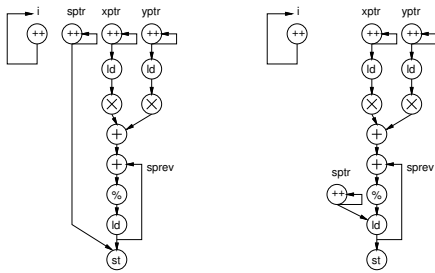 i sptr xptr yptr
++ ++ ++ ++
ld ld
× ×
+
+ sprev
%
ld
st
i xptr yptr
++ ++ ++
ld ld
× ×
+
+ sprev
sptr
++ %
ld
st